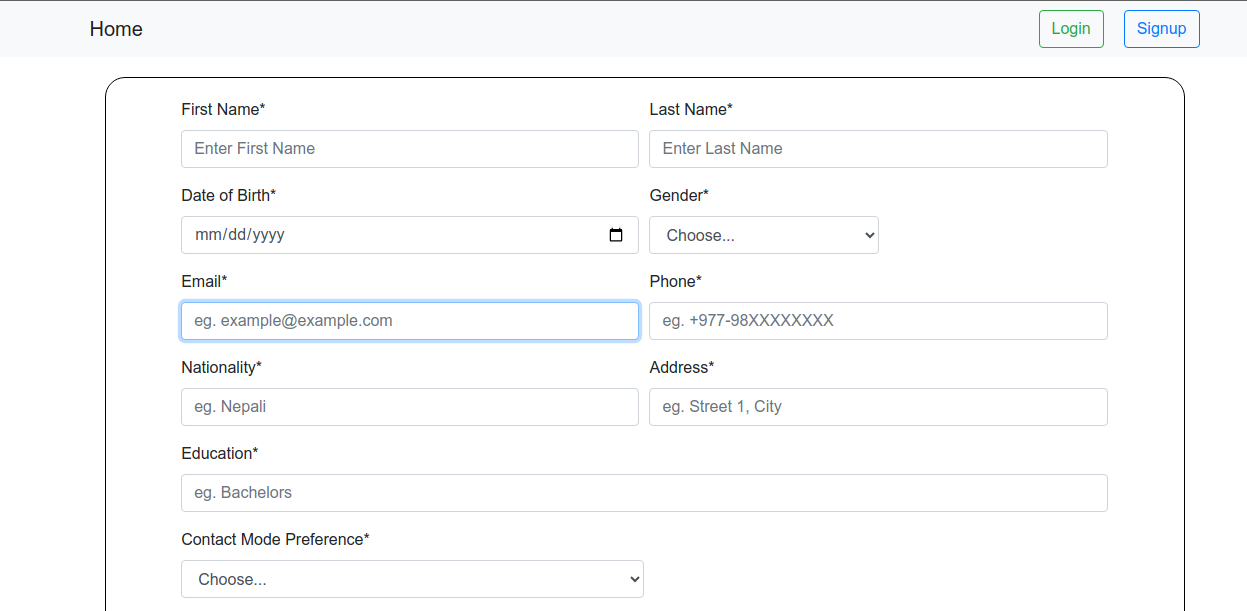 Home Login Signup
First Name* Last Name*
Enter First Name Enter Last Name
Date of Birth* Gender*
mm/dd/yyyy Choose...
Email* Phone*
eg. example@example.com eg. +977-98XXXXXXXX
Nationality* Address*
eg. Nepali eg. Street 1, City
Education*
eg. Bachelors
Contact Mode Preference*
Choose...